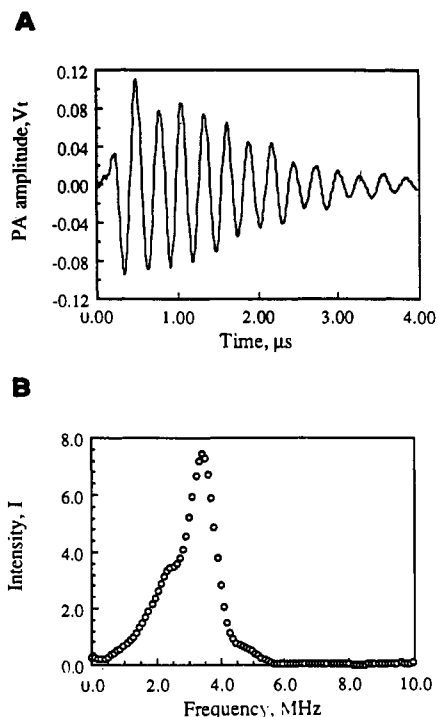 A
0.12
0.08
0.04
0.00
-0.04
-0.08
-0.12
PA amplitude,Vt
0.00 1.00 2.00 3.00 4.00
Time, μs
B
8.0
6.0
4.0
2.0
0.0
Intensity, I
0.0 2.0 4.0 6.0 8.0 10.0
Frequency, MHz